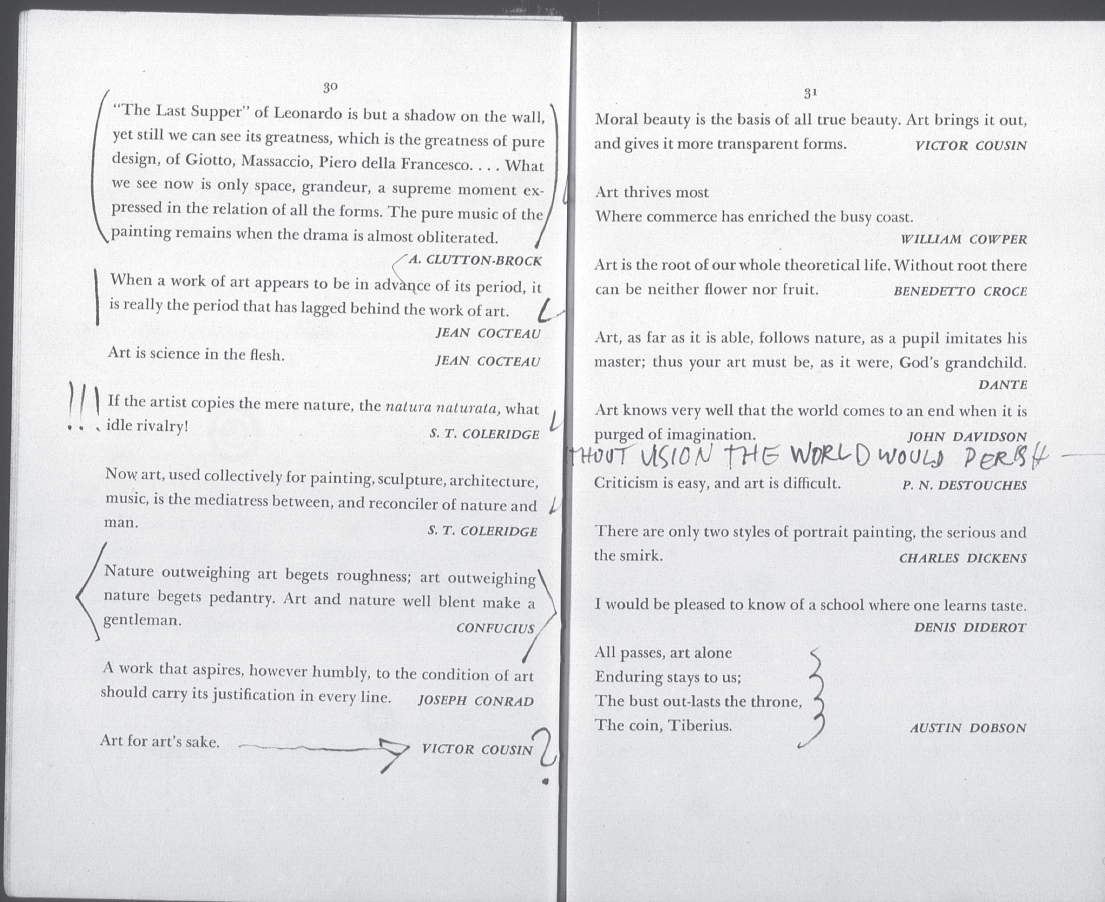 30
“The Last Supper” of Leonardo is but a shadow on the wall,
yet still we can see its greatness, which is the greatness of pure
design, of Giotto, Massaccio, Piero della Francesco. . . . What
we see now is only space, grandeur, a supreme moment ex-
pressed in the relation of all the forms. The pure music of the
painting remains when the drama is almost obliterated.
A. CLUTTON-BROCK
When a work of art appears to be in advance of its period, it
is really the period that has lagged behind the work of art.
JEAN COCTEAU
Art is science in the flesh. JEAN COCTEAU
!!! If the artist copies the mere nature, the natura naturata, what
idle rivalry! S. T. COLERIDGE
Now art, used collectively for painting, sculpture, architecture,
music, is the mediatress between, and reconciler of nature and
man. S. T. COLERIDGE
Nature outweighing art begets roughness; art outweighing
nature begets pedantry. Art and nature well blent make a
gentleman. CONFUCIUS
A work that aspires, however humbly, to the condition of art
should carry its justification in every line. JOSEPH CONRAD
Art for art’s sake. VICTOR COUSIN ?
31
Moral beauty is the basis of all true beauty. Art brings it out,
and gives it more transparent forms. VICTOR COUSIN
Art thrives most
Where commerce has enriched the busy coast.
WILLIAM COWPER
Art is the root of our whole theoretical life. Without root there
can be neither flower nor fruit. BENEDETTO CROCE
Art, as far as it is able, follows nature, as a pupil imitates his
master; thus your art must be, as it were, God’s grandchild.
DANTE
Art knows very well that the world comes to an end when it is
purged of imagination. JOHN DAVIDSON
THOUT VISION THE WORLD WOULD PERISH
Criticism is easy, and art is difficult. P. N. DESTOUCHES
There are only two styles of portrait painting, the serious and
the smirk. CHARLES DICKENS
I would be pleased to know of a school where one learns taste.
DENIS DIDEROT
All passes, art alone
Enduring stays to us;
The bust out-lasts the throne,
The coin, Tiberius. AUSTIN DOBSON